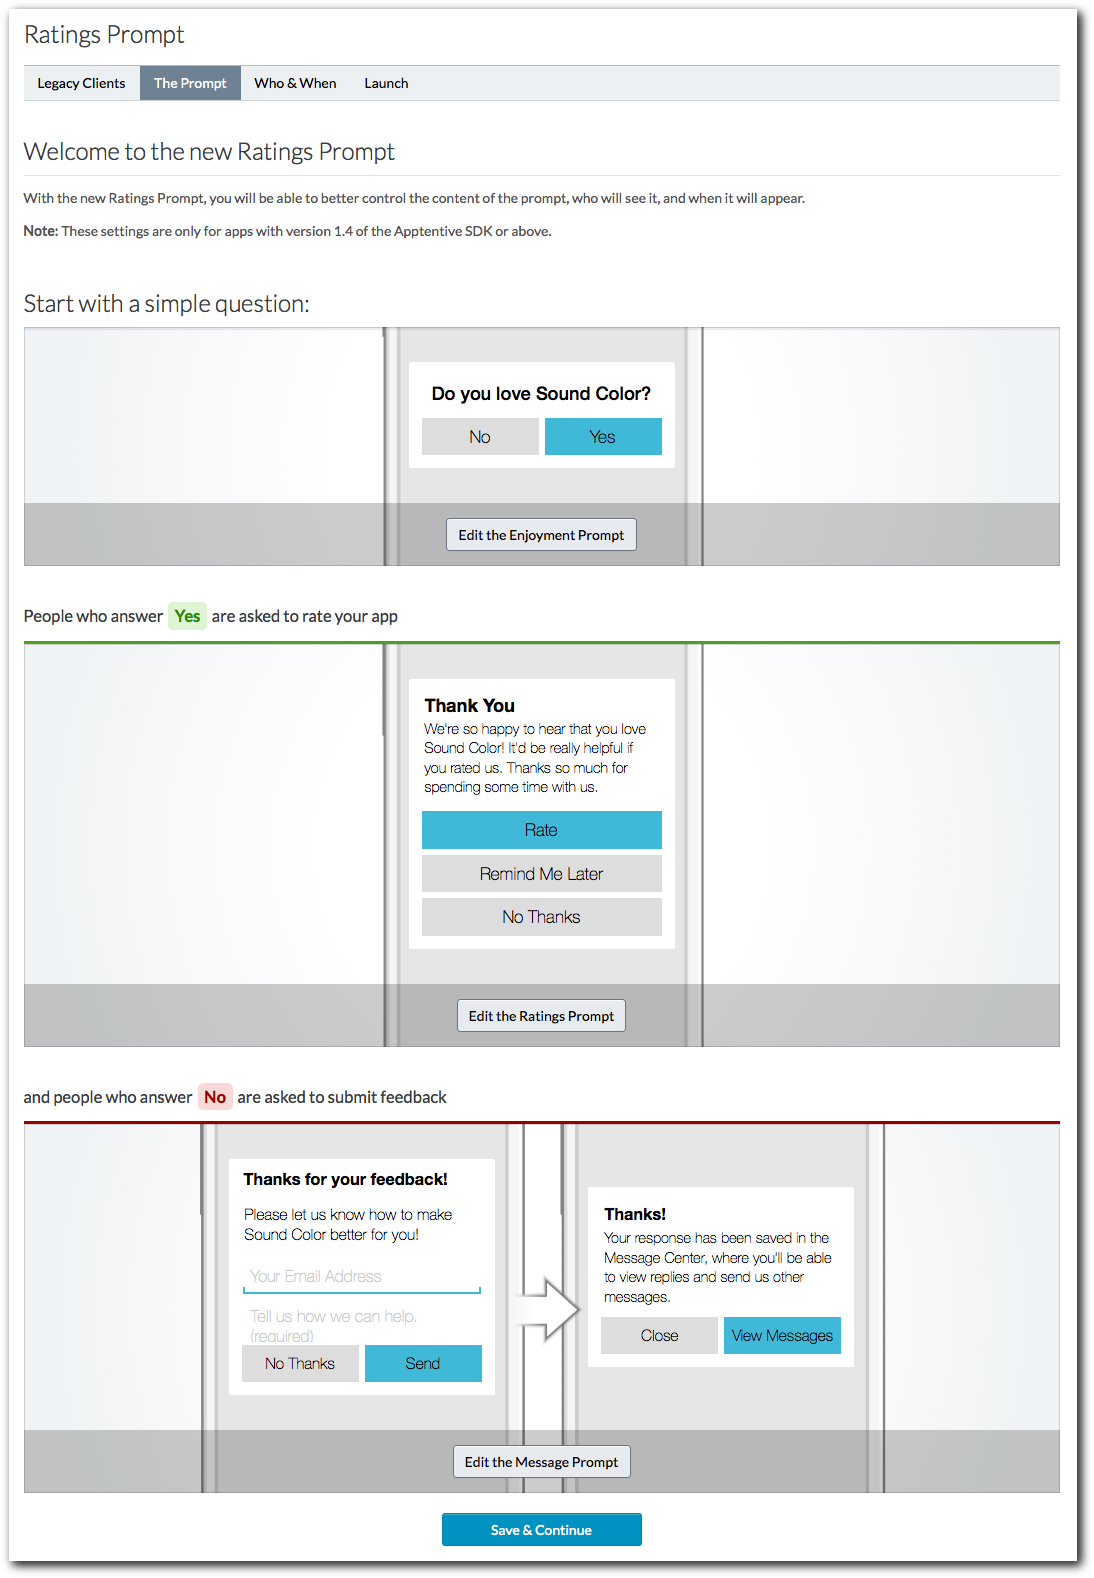 Ratings Prompt
Legacy Clients The Prompt Who & When Launch
Welcome to the new Ratings Prompt
With the new Ratings Prompt, you will be able to better control the content of the prompt, who will see it, and when it will appear.
Note: These settings are only for apps with version 1.4 of the Apptentive SDK or above.
Start with a simple question:
Do you love Sound Color?
No Yes
Edit the Enjoyment Prompt
People who answer Yes are asked to rate your app
Thank You
We're so happy to hear that you love
Sound Color! It'd be really helpful if
you rated us. Thanks so much for
spending some time with us.
Rate
Remind Me Later
No Thanks
Edit the Ratings Prompt
and people who answer No are asked to submit feedback
Thanks for your feedback!
Please let us know how to make
Sound Color better for you!
Your Email Address
Tell us how we can help.
(required)
No Thanks Send
Thanks!
Your response has been saved in the
Message Center, where you'll be able
to view replies and send us other
messages.
Close View Messages
Edit the Message Prompt
Save & Continue